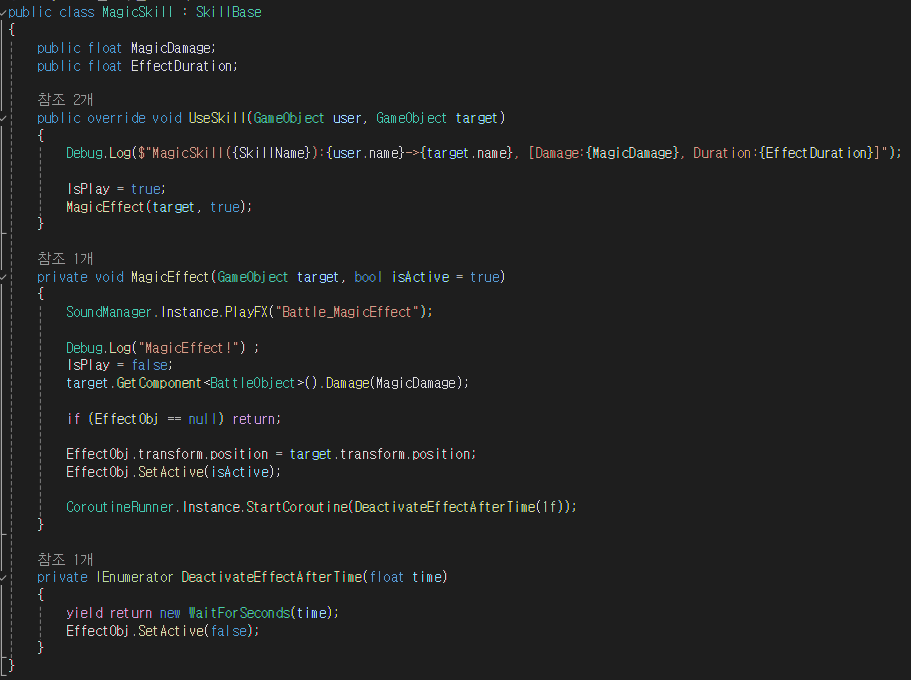 public class MagicSkill : SkillBase
{
public float MagicDamage;
public float EffectDuration;
참조 2개
public override void UseSkill(GameObject user, GameObject target)
{
Debug.Log($"MagicSkill({SkillName}):{user.name}->{target.name}, [Damage:{MagicDamage}, Duration:{EffectDuration}]");
IsPlay = true;
MagicEffect(target, true);
}
참조 1개
private void MagicEffect(GameObject target, bool isActive = true)
{
SoundManager.Instance.PlayFX("Battle_MagicEffect");
Debug.Log("MagicEffect!") ;
IsPlay = false;
target.GetComponent<BattleObject>().Damage(MagicDamage);
if (EffectObj == null) return;
EffectObj.transform.position = target.transform.position;
EffectObj.SetActive(isActive);
CoroutineRunner.Instance.StartCoroutine(DeactivateEffectAfterTime(1f));
}
참조 1개
private IEnumerator DeactivateEffectAfterTime(float time)
{
yield return new WaitForSeconds(time);
EffectObj.SetActive(false);
}
}